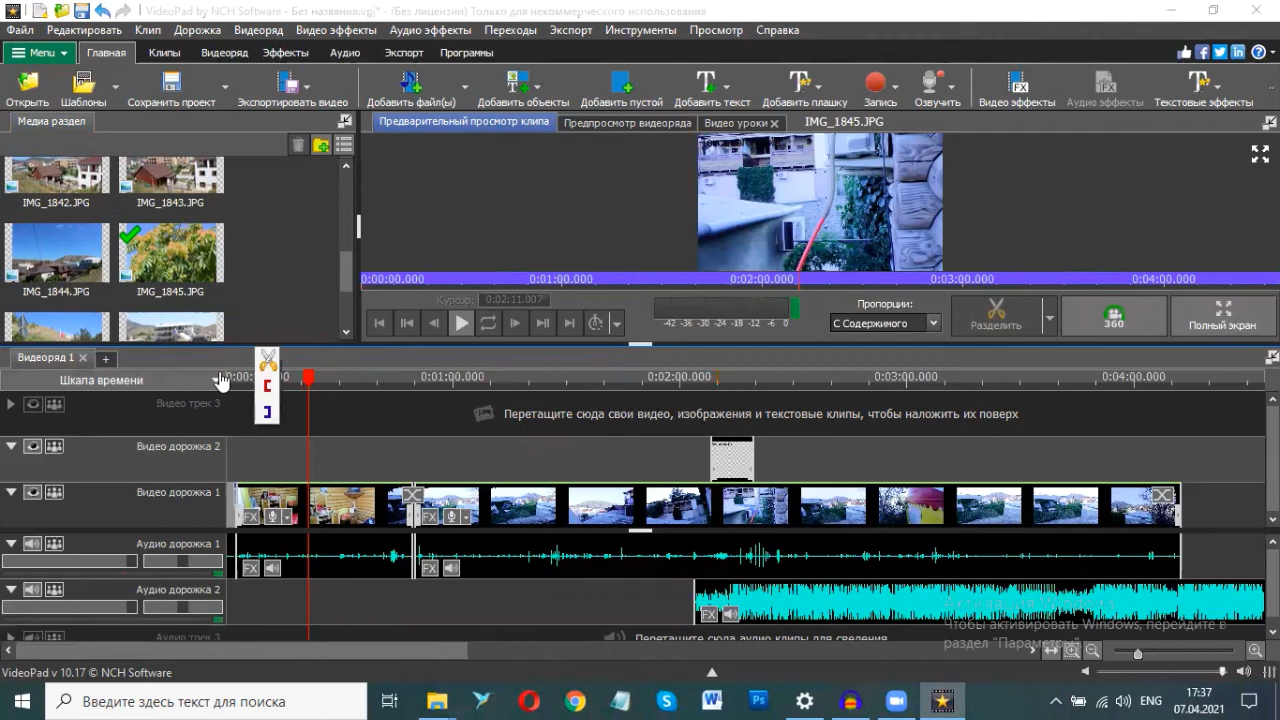 VideoPad by NCH Software - Без названия.vpj* - (Без лицензии) Только для некоммерческого использования
Файл Редактировать Клип Дорожка Видеоряд Видео эффекты Аудио эффекты Переходы Экспорт Инструменты Просмотр Справка
Menu Главная Клипы Видеоряд Эффекты Аудио Экспорт Программы
Открыть Шаблоны Сохранить проект Экспортировать видео Добавить файл(ы) Добавить объекты Добавить пустой Добавить текст Добавить плашку Запись Озвучить Видео эффекты Аудио эффекты Текстовые эффекты
Медиа раздел Предварительный просмотр клипа Предпросмотр видеоряда Видео уроки IMG_1845.JPG
IMG_1842.JPG IMG_1843.JPG
IMG_1844.JPG IMG_1845.JPG
0:00:00.000 0:01:00.000 0:02:00.000 0:03:00.000 0:04:00.000
Курсор: 0:02:11.007
-42 -36 -30 -24 -18 -12 -6 0
Пропорции:
С Содержимого
Разделить
360
Полный экран
Видеоряд 1
Шкапа времени 0:01:00.000 0:02:00.000 0:03:00.000 0:04:00.000
Видео трек 3 Перетащите сюда свои видео, изображения и текстовые клипы, чтобы наложить их поверх
Видео дорожка 2
Видео дорожка 1
FX FX
Аудио дорожка 1
FX FX
Аудио дорожка 2
FX
Активация Windows
Чтобы активировать Windows, перейдите в
раздел "Параметры".
Аудио трек 3 Перетащите сюда аудио клипы для сведения
VideoPad v 10.17 © NCH Software
Введите здесь текст для поиска
ENG
17:37
07.04.2021